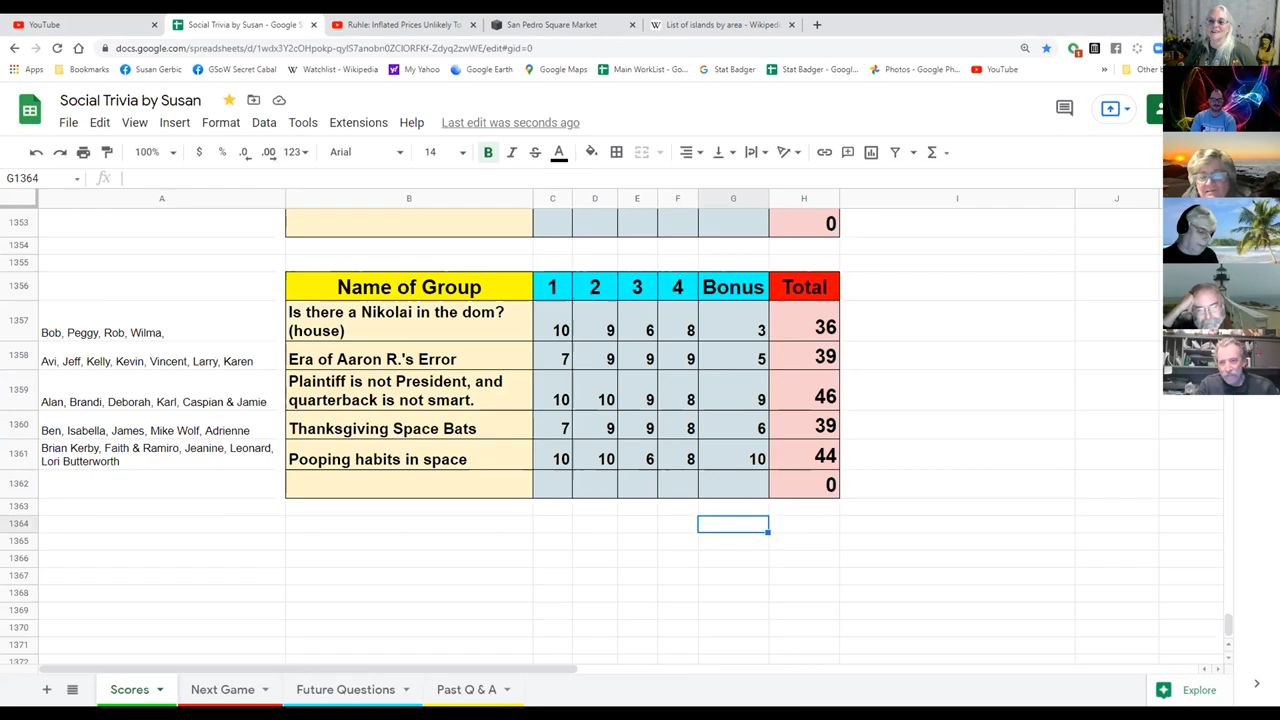 YouTube
Social Trivia by Susan - Google S
Ruhle: Inflated Prices Unlikely To
San Pedro Square Market
List of islands by area - Wikipedi
docs.google.com/spreadsheets/d/1wdx3Y2cOHpokp-qyIS7anobn0ZCIORFKf-Zdyq2zwWE/edit#gid=0
Apps
Bookmarks
Susan Gerbic
GSoW Secret Cabal
Watchlist - Wikipedia
My Yahoo
Google Earth
Google Maps
Main WorkList - Go...
Stat Badger
Stat Badger - Googl...
Photos - Google Ph...
YouTube
»
Other b
Social Trivia by Susan
File Edit View Insert Format Data Tools Extensions Help Last edit was seconds ago
100% $ % .0 .00 123 Arial 14 B I S A
G1364 fx
A B C D E F G H I J
1353 0
1354
1355
1356 Name of Group 1 2 3 4 Bonus Total
Is there a Nikolai in the dom?
1357 Bob, Peggy, Rob, Wilma, (house) 10 9 6 8 3 36
1358 Avi, Jeff, Kelly, Kevin, Vincent, Larry, Karen Era of Aaron R.'s Error 7 9 9 9 5 39
Plaintiff is not President, and
1359 Alan, Brandi, Deborah, Karl, Caspian & Jamie quarterback is not smart. 10 10 9 8 9 46
1360 Ben, Isabella, James, Mike Wolf, Adrienne Thanksgiving Space Bats 7 9 9 8 6 39
Brian Kerby, Faith & Ramiro, Jeanine, Leonard,
1361 Lori Butterworth Pooping habits in space 10 10 6 8 10 44
1362 0
1363
1364
1365
1366
1367
1368
1369
1370
1371
1372
Scores Next Game Future Questions Past Q & A Explore